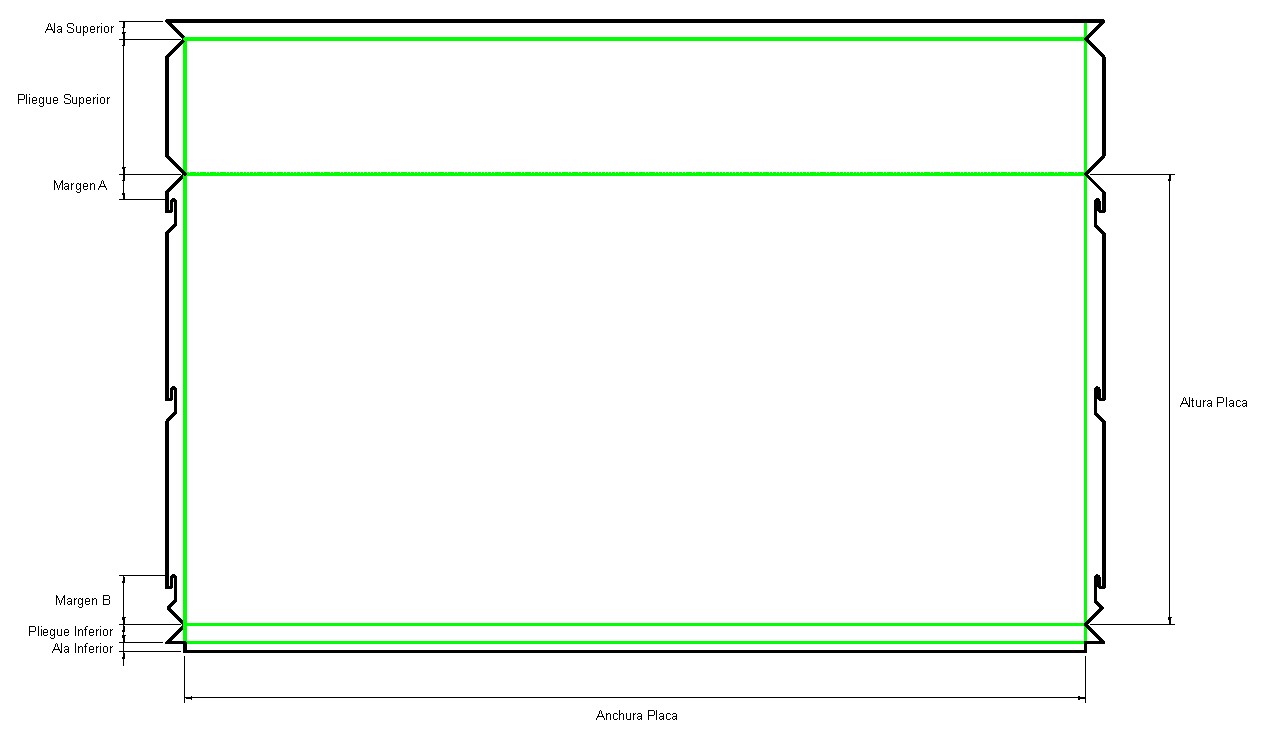 Ala Superior
Pliegue Superior
Margen A
Altura Placa
Margen B
Pliegue Inferior
Ala Inferior
Anchura Placa